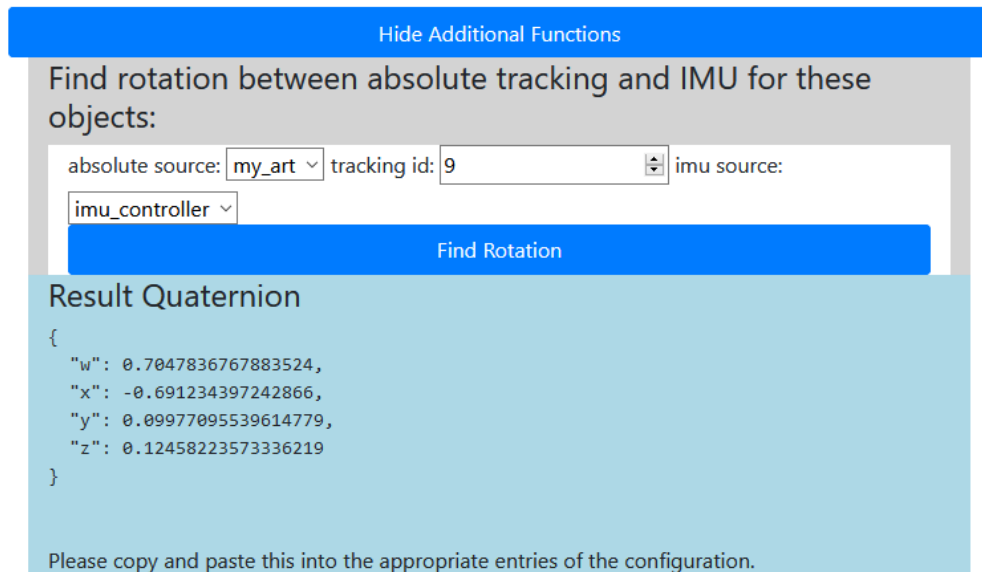 Hide Additional Functions
Find rotation between absolute tracking and IMU for these
objects:
absolute source: my_art tracking id: 9 imu source:
imu_controller
Find Rotation
Result Quaternion
{
  "w": 0.7047836767883524,
  "x": -0.691234397242866,
  "y": 0.09977095539614779,
  "z": 0.12458223573336219
}
Please copy and paste this into the appropriate entries of the configuration.